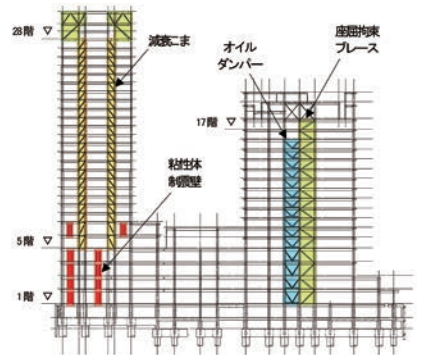 28階
減衰こま
オイル
ダンパー
座屈拘束
ブレース
17階
粘性体
制震壁
5階
1階